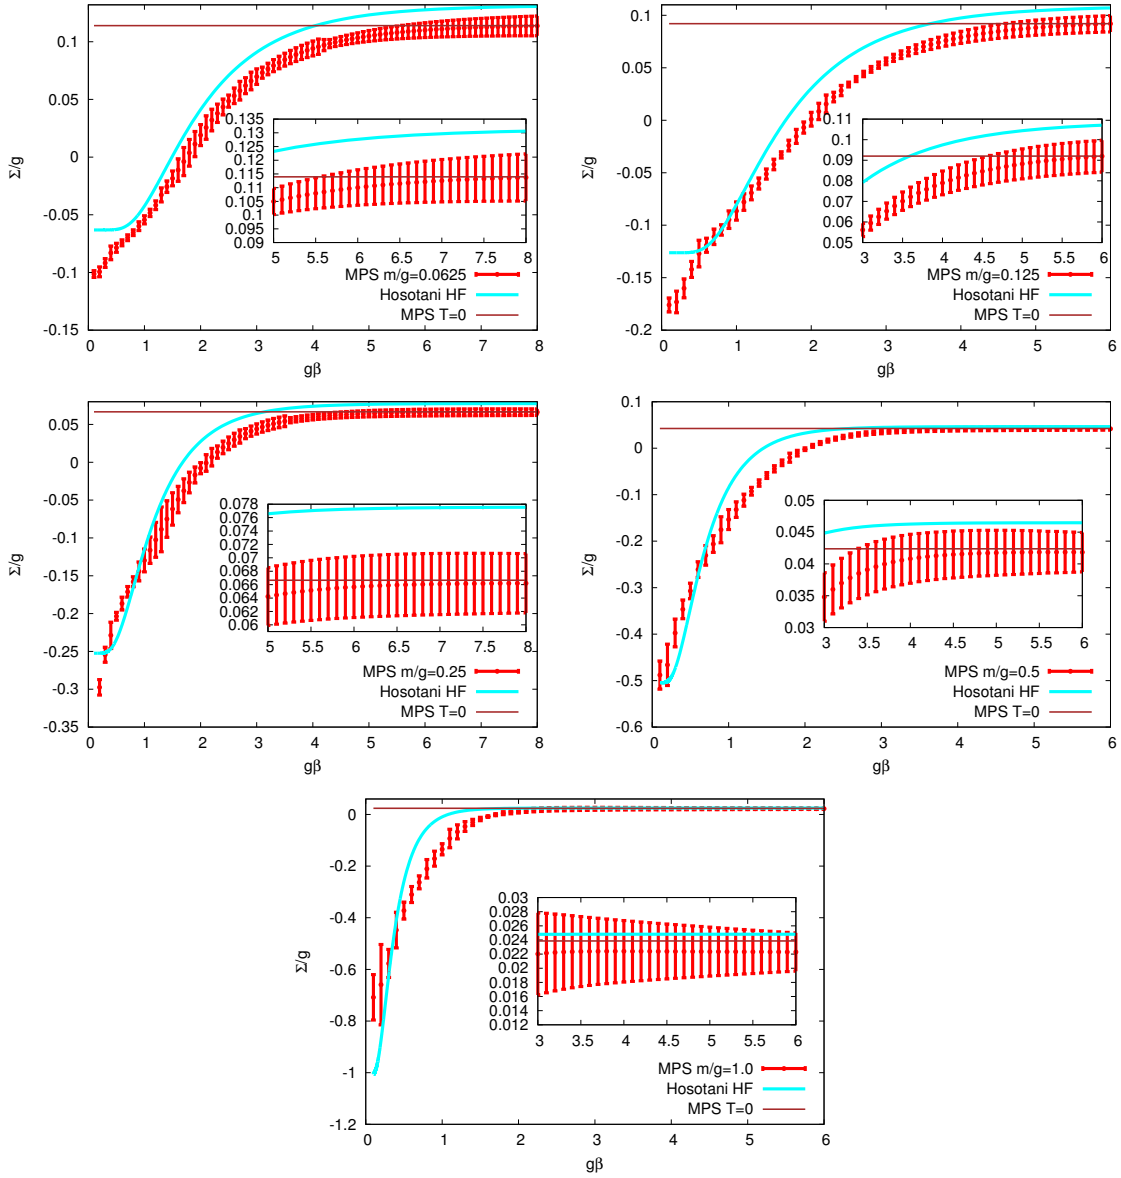 0.1
0.05
0
-0.05
-0.1
-0.15
Σ/g
0 1 2 3 4 5 6 7 8
gβ
0.135
0.13
0.125
0.12
0.115
0.11
0.105
0.1
0.095
0.09
5 5.5 6 6.5 7 7.5 8
MPS m/g=0.0625
Hosotani HF
MPS T=0
0.1
0.05
0
-0.05
-0.1
-0.15
-0.2
Σ/g
0 1 2 3 4 5 6
gβ
0.11
0.1
0.09
0.08
0.07
0.06
0.05
3 3.5 4 4.5 5 5.5 6
MPS m/g=0.125
Hosotani HF
MPS T=0
0.05
0
-0.05
-0.1
-0.15
-0.2
-0.25
-0.3
-0.35
Σ/g
0 1 2 3 4 5 6 7 8
gβ
0.078
0.076
0.074
0.072
0.07
0.068
0.066
0.064
0.062
0.06
5 5.5 6 6.5 7 7.5 8
MPS m/g=0.25
Hosotani HF
MPS T=0
0.1
0
-0.1
-0.2
-0.3
-0.4
-0.5
-0.6
Σ/g
0 1 2 3 4 5 6
gβ
0.05
0.045
0.04
0.035
0.03
3 3.5 4 4.5 5 5.5 6
MPS m/g=0.5
Hosotani HF
MPS T=0
0
-0.2
-0.4
-0.6
-0.8
-1
-1.2
Σ/g
0 1 2 3 4 5 6
gβ
0.03
0.028
0.026
0.024
0.022
0.02
0.018
0.016
0.014
0.012
3 3.5 4 4.5 5 5.5 6
MPS m/g=1.0
Hosotani HF
MPS T=0